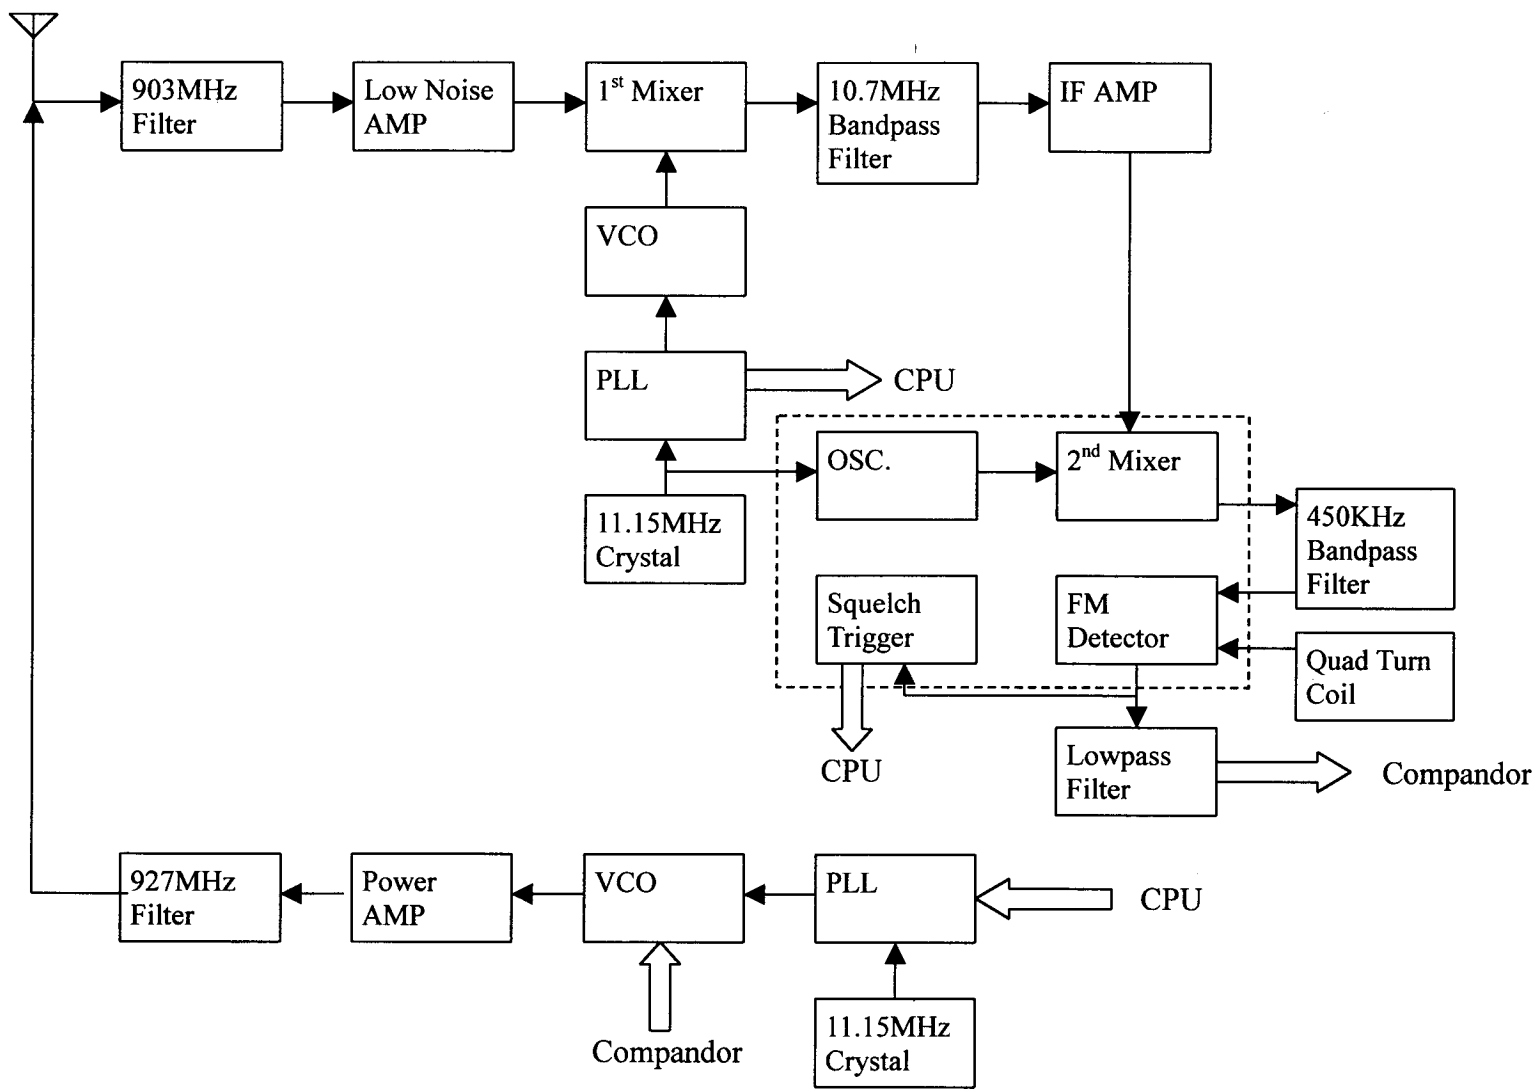 903MHz
Filter
Low Noise
AMP
1st Mixer
10.7MHz
Bandpass
Filter
IF AMP
VCO
PLL
CPU
OSC.
2nd Mixer
11.15MHz
Crystal
450KHz
Bandpass
Filter
Squelch
Trigger
FM
Detector
Quad Turn
Coil
CPU
Lowpass
Filter
Compandor
927MHz
Filter
Power
AMP
VCO
PLL
CPU
Compandor
11.15MHz
Crystal